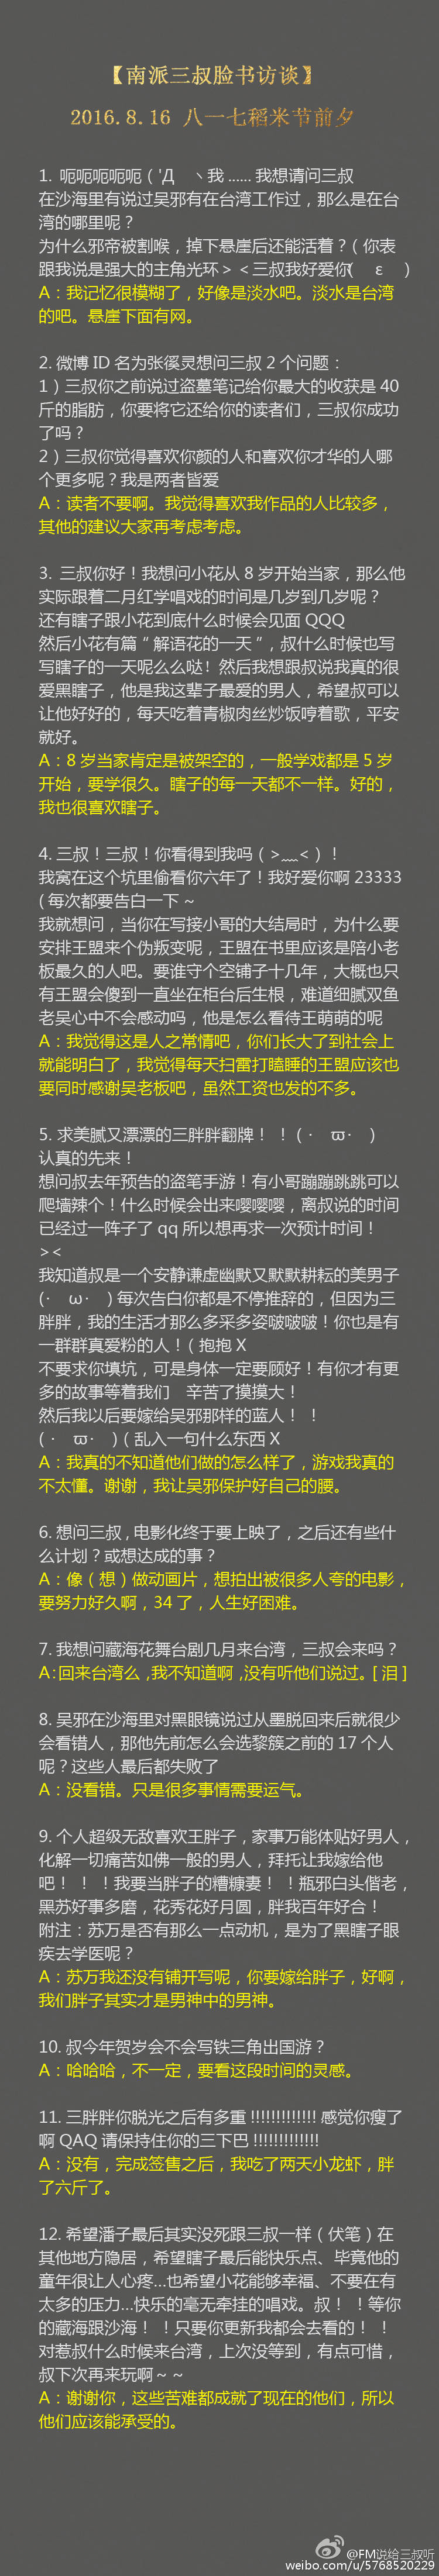 【南派三叔脸书访谈】
2016.8.16 八一七稻米节前夕
1. 呃呃呃呃呃（'Д　ヽ我 ...... 我想请问三叔
在沙海里有说过吴邪有在台湾工作过，那么是在台
湾的哪里呢？
为什么邪帝被割喉，掉下悬崖后还能活着？( 你表
跟我说是强大的主角光环＞＜三叔我好爱你(　ε　)
A：我记忆很模糊了，好像是淡水吧。淡水是台湾
的吧。悬崖下面有网。
2. 微博 ID 名为张徯灵想问三叔 2 个问题：
1）三叔你之前说过盗墓笔记给你最大的收获是 40
斤的脂肪，你要将它还给你的读者们，三叔你成功
了吗？
2）三叔你觉得喜欢你颜的人和喜欢你才华的人哪
个更多呢？我是两者皆爱
A：读者不要啊。我觉得喜欢我作品的人比较多，
其他的建议大家再考虑考虑。
3. 三叔你好！我想问小花从 8 岁开始当家，那么他
实际跟着二月红学唱戏的时间是几岁到几岁呢？
还有瞎子跟小花到底什么时候会见面 QQQ
然后小花有篇 “ 解语花的一天 ”，叔什么时候也写
写瞎子的一天呢么么哒！然后我想跟叔说我真的很
爱黑瞎子，他是我这辈子最爱的男人，希望叔可以
让他好好的，每天吃着青椒肉丝炒饭哼着歌，平安
就好。
A：8 岁当家肯定是被架空的，一般学戏都是 5 岁
开始，要学很久。瞎子的每一天都不一样。好的，
我也很喜欢瞎子。
4. 三叔！三叔！你看得到我吗（>﹏<）！
我窝在这个坑里偷看你六年了！我好爱你啊 23333
( 每次都要告白一下 ~
我就想问，当你在写接小哥的大结局时，为什么要
安排王盟来个伪叛变呢，王盟在书里应该是陪小老
板最久的人吧。要谁守个空铺子十几年，大概也只
有王盟会傻到一直坐在柜台后生根，难道细腻双鱼
老吴心中不会感动吗，他是怎么看待王萌萌的呢
A：我觉得这是人之常情吧，你们长大了到社会上
就能明白了，我觉得每天扫雷打瞌睡的王盟应该也
要同时感谢吴老板吧，虽然工资也发的不多。
5. 求美腻又漂漂的三胖胖翻牌！ ！（ ·　ϖ·　）
认真的先来！
想问叔去年预告的盗笔手游！有小哥蹦蹦跳跳可以
爬墙辣个！什么时候会出来嘤嘤嘤，离叔说的时间
已经过一阵子了 qq 所以想再求一次预计时间！
><
我知道叔是一个安静谦虚幽默又默默耕耘的美男子
(·　ω·　) 每次告白你都是不停推辞的，但因为三
胖胖，我的生活才那么多采多姿啵啵啵！你也是有
一群群真爱粉的人！( 抱抱 X
不要求你填坑，可是身体一定要顾好！有你才有更
多的故事等着我们　辛苦了摸摸大！
然后我以后要嫁给吴邪那样的蓝人！ ！
( ·　ϖ·　) ( 乱入一句什么东西 X
A：我真的不知道他们做的怎么样了，游戏我真的
不太懂。谢谢，我让吴邪保护好自己的腰。
6. 想问三叔 , 电影化终于要上映了，之后还有些什
么计划？或想达成的事？
A：像（想）做动画片，想拍出被很多人夸的电影，
要努力好久啊，34 了，人生好困难。
7. 我想问藏海花舞台剧几月来台湾，三叔会来吗？
A：回来台湾么 , 我不知道啊 , 没有听他们说过。[ 泪 ]
8. 吴邪在沙海里对黑眼镜说过从墨脱回来后就很少
会看错人，那他先前怎么会选黎簇之前的 17 个人
呢？这些人最后都失败了
A：没看错。只是很多事情需要运气。
9. 个人超级无敌喜欢王胖子，家事万能体贴好男人，
化解一切痛苦如佛一般的男人，拜托让我嫁给他
吧！ ！ ！我要当胖子的糟糠妻！ ！瓶邪白头偕老，
黑苏好事多磨，花秀花好月圆，胖我百年好合！
附注：苏万是否有那么一点动机，是为了黑瞎子眼
疾去学医呢？
A：苏万我还没有铺开写呢，你要嫁给胖子，好啊，
我们胖子其实才是男神中的男神。
10. 叔今年贺岁会不会写铁三角出国游？
A：哈哈哈，不一定，要看这段时间的灵感。
11. 三胖胖你脱光之后有多重 !!!!!!!!!!!!! 感觉你瘦了
啊 QAQ 请保持住你的三下巴 !!!!!!!!!!!!!
A：没有，完成签售之后，我吃了两天小龙虾，胖
了六斤了。
12. 希望潘子最后其实没死跟三叔一样（伏笔）在
其他地方隐居，希望瞎子最后能快乐点、毕竟他的
童年很让人心疼...也希望小花能够幸福、不要在有
太多的压力...快乐的毫无牵挂的唱戏。叔！ ！等你
的藏海跟沙海！ ！只要你更新我都会去看的！ ！
对惹叔什么时候来台湾，上次没等到，有点可惜，
叔下次再来玩啊～～
A：谢谢你，这些苦难都成就了现在的他们，所以
他们应该能承受的。
@FM说给三叔听
weibo.com/u/5768520229